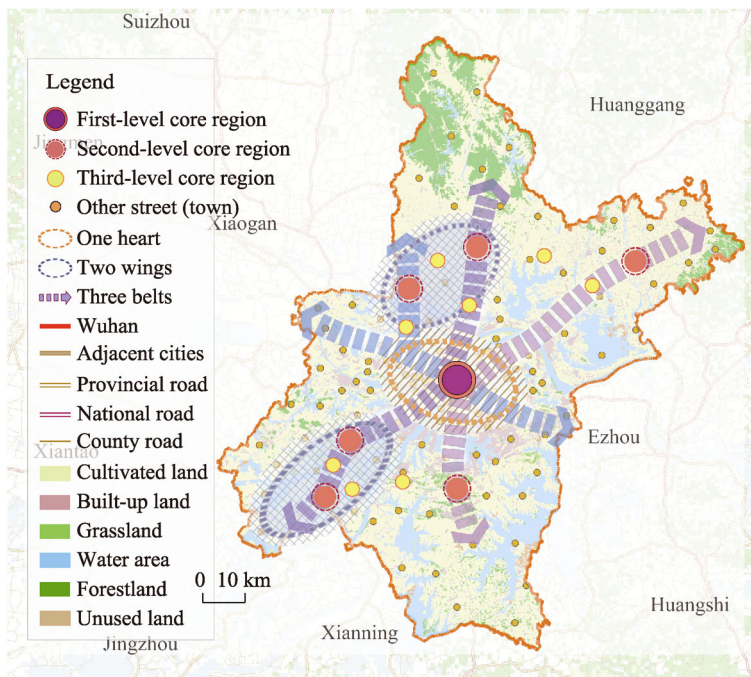 Suizhou
Huanggang
Legend
First-level core region
Jingmen
Second-level core region
Third-level core region
Other street (town)
Xiaogan
One heart
Two wings
Three belts
Wuhan
Adjacent cities
Provincial road
National road
Ezhou
County road
Xiantao
Cultivated land
Built-up land
Grassland
Water area
0 10 km
Forestland
Unused land
Huangshi
Xianning
Jingzhou